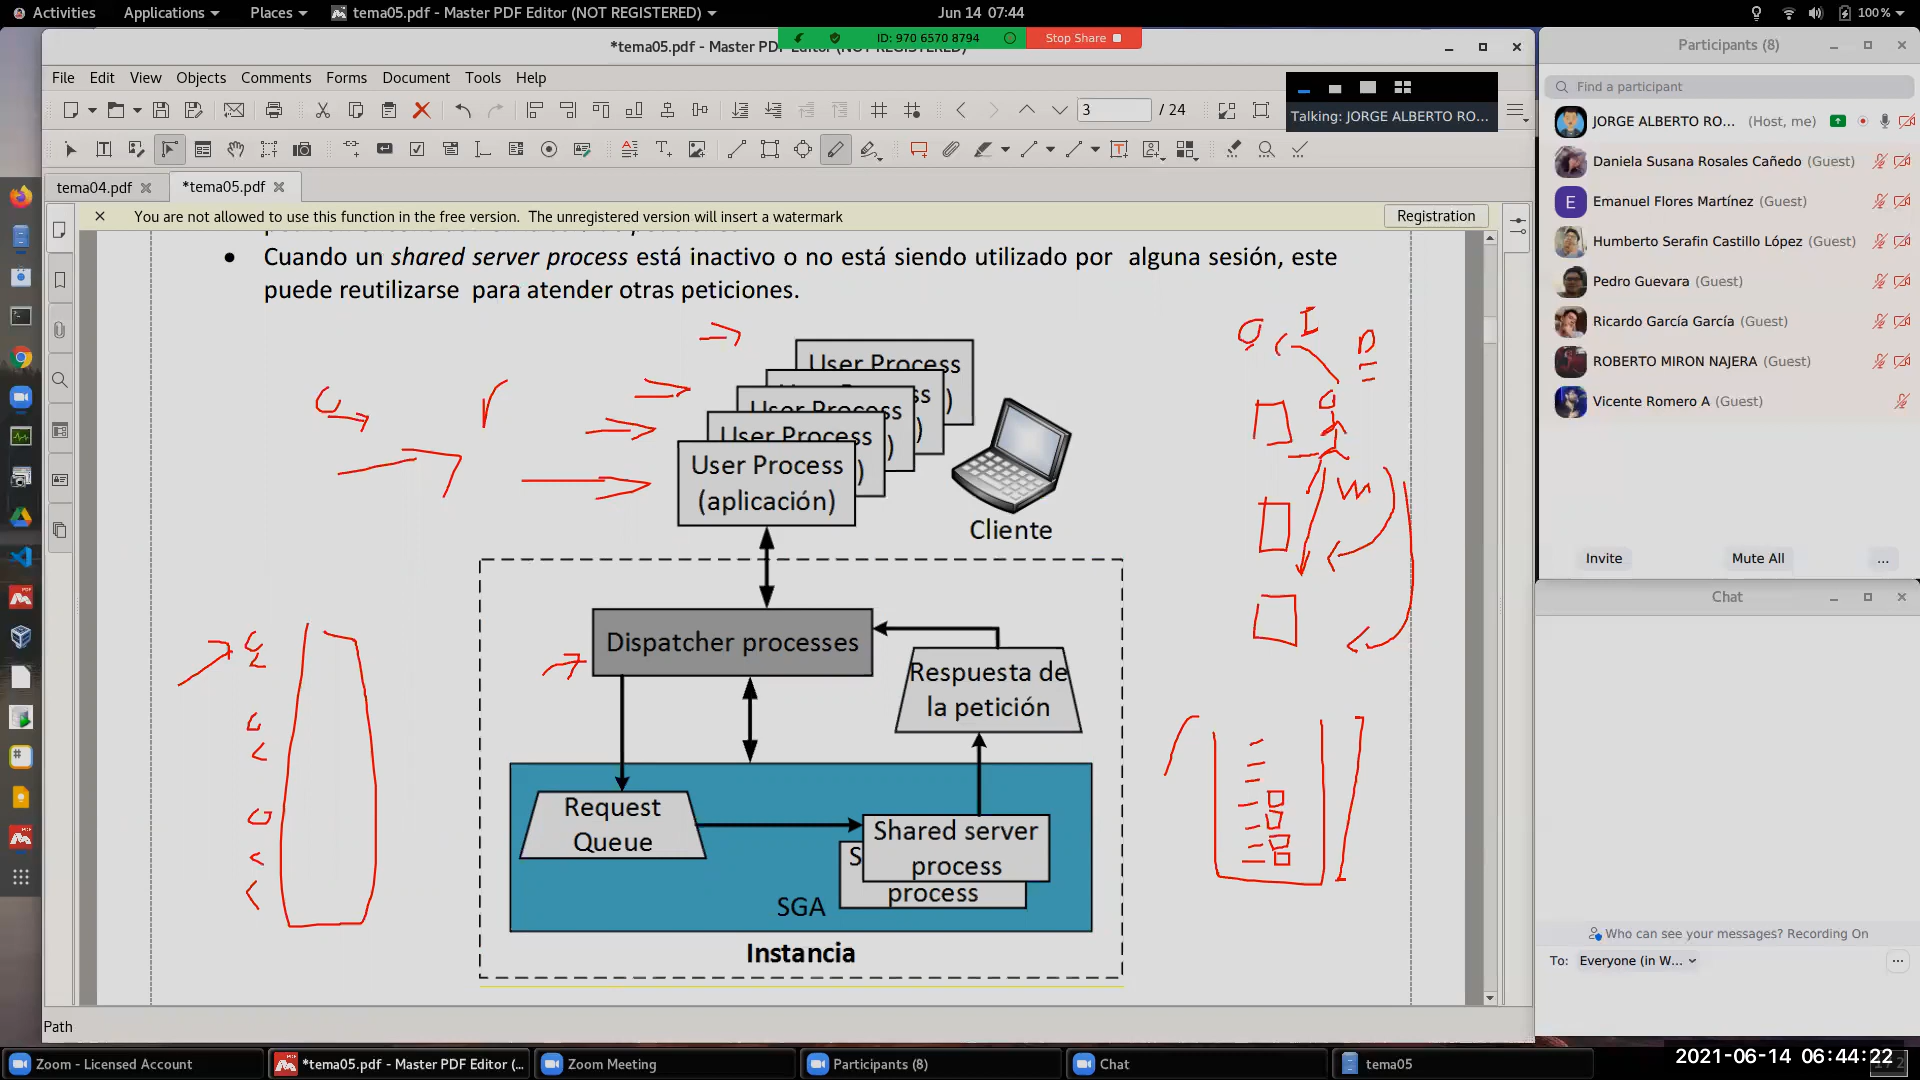 Activities
Applications
Places
tema05.pdf - Master PDF Editor (NOT REGISTERED)
Jun 14 07:44
100%
ID: 970 6570 8794
Stop Share
*tema05.pdf - Master PDF Editor (NOT REGISTERED)
File Edit View Objects Comments Forms Document Tools Help
3 / 24
Talking: JORGE ALBERTO RO...
tema04.pdf
*tema05.pdf
You are not allowed to use this function in the free version. The unregistered version will insert a watermark
Registration
• Cuando un shared server process está inactivo o no está siendo utilizado por alguna sesión, este
puede reutilizarse para atender otras peticiones.
User Process
User Process
User Process
User Process
(aplicación)
Cliente
Dispatcher processes
Respuesta de
la petición
Request
Queue
Shared server
process
S
process
SGA
Instancia
Path
Participants (8)
Find a participant
JORGE ALBERTO RO... (Host, me)
Daniela Susana Rosales Cañedo (Guest)
E
Emanuel Flores Martínez (Guest)
Humberto Serafin Castillo López (Guest)
Pedro Guevara (Guest)
Ricardo García García (Guest)
ROBERTO MIRON NAJERA (Guest)
Vicente Romero A (Guest)
Invite
Mute All
...
Chat
Who can see your messages? Recording On
To: Everyone (in W...
...
Zoom - Licensed Account
*tema05.pdf - Master PDF Editor (...
Zoom Meeting
Participants (8)
Chat
tema05
2021-06-14 06:44:22